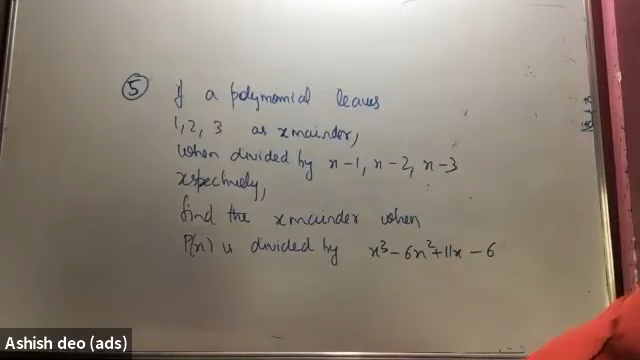 ⑤ If a polynomial leaves
1, 2, 3 as remainder,
when divided by x-1, x-2, x-3
respectively,
find the remainder when
P(x) is divided by x³ - 6x² + 11x - 6
Ashish deo (ads)